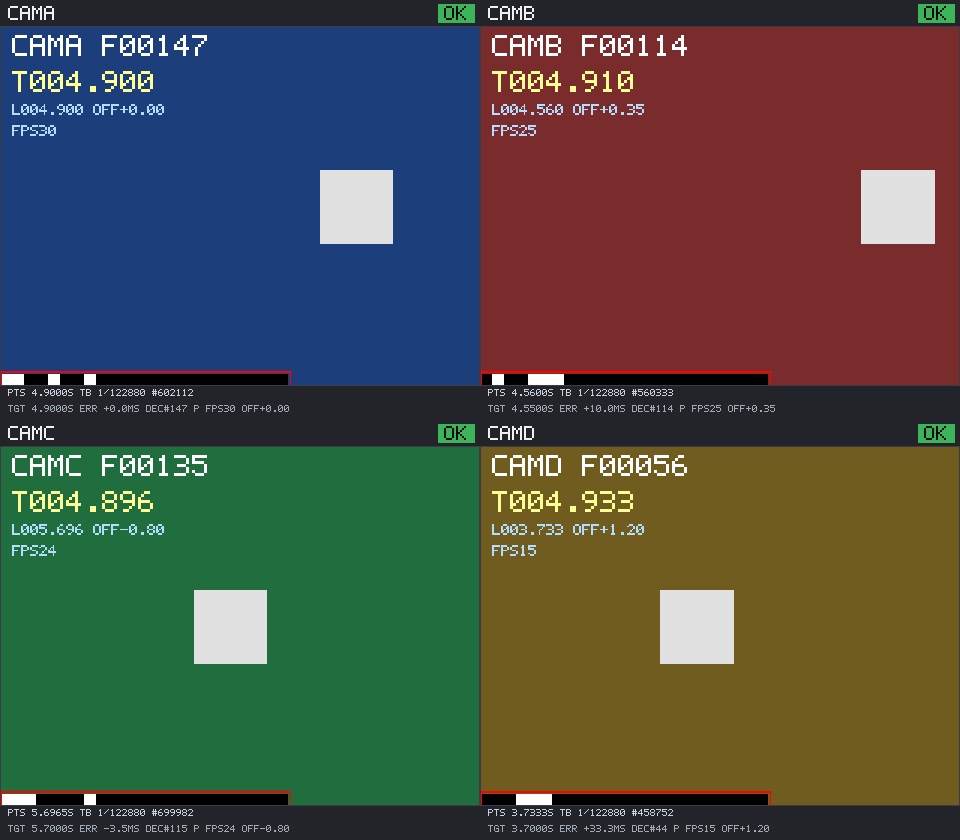 CAMA OK
CAMA F00147
T004.900
L004.900 OFF+0.00
FPS30
PTS 4.9000S TB 1/122880 #602112
TGT 4.9000S ERR +0.0MS DEC#147 P FPS30 OFF+0.00
CAMB OK
CAMB F00114
T004.910
L004.560 OFF+0.35
FPS25
PTS 4.5600S TB 1/122880 #560333
TGT 4.5500S ERR +10.0MS DEC#114 P FPS25 OFF+0.35
CAMC OK
CAMC F00135
T004.896
L005.696 OFF-0.80
FPS24
PTS 5.6965S TB 1/122880 #699982
TGT 5.7000S ERR -3.5MS DEC#115 P FPS24 OFF-0.80
CAMD OK
CAMD F00056
T004.933
L003.733 OFF+1.20
FPS15
PTS 3.7333S TB 1/122880 #458752
TGT 3.7000S ERR +33.3MS DEC#44 P FPS15 OFF+1.20